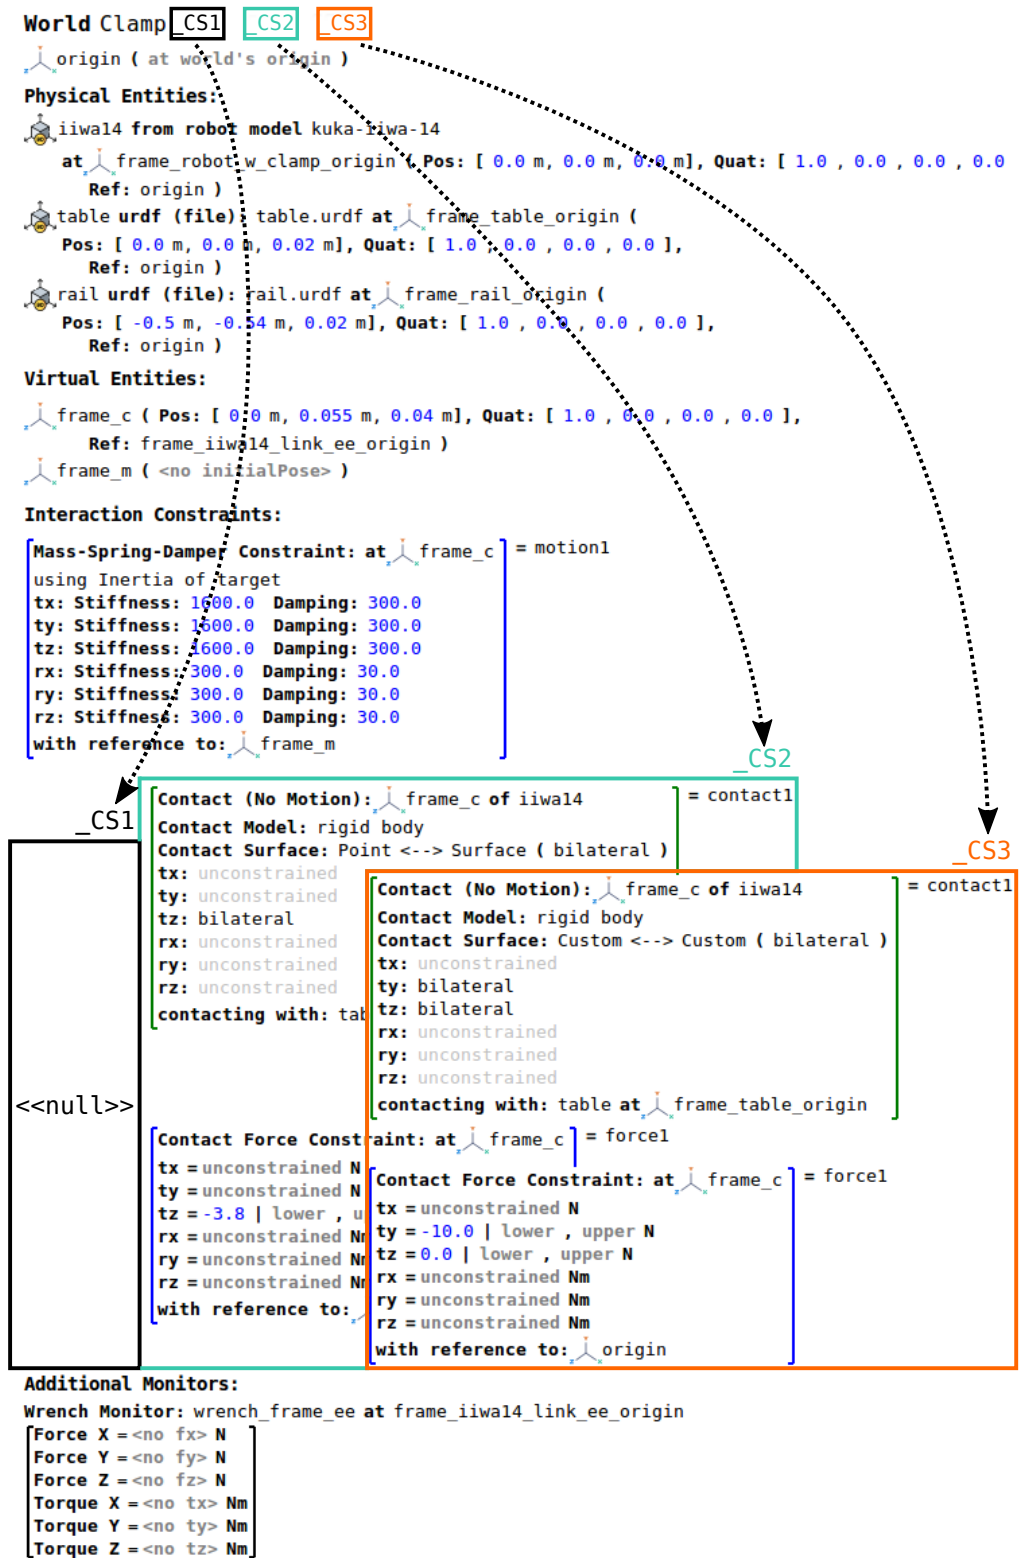 World Clamp _CS1 _CS2 _CS3
origin ( at world's origin )
Physical Entities:
iiwa14 from robot model kuka-iiwa-14
at frame_robot_w_clamp_origin ( Pos: [ 0.0 m, 0.0 m, 0.0 m], Quat: [ 1.0 , 0.0 , 0.0 , 0.0
Ref: origin )
table urdf (file): table.urdf at frame_table_origin (
Pos: [ 0.0 m, 0.0 m, 0.02 m], Quat: [ 1.0 , 0.0 , 0.0 , 0.0 ],
Ref: origin )
rail urdf (file): rail.urdf at frame_rail_origin (
Pos: [ -0.5 m, -0.54 m, 0.02 m], Quat: [ 1.0 , 0.0 , 0.0 , 0.0 ],
Ref: origin )
Virtual Entities:
frame_c ( Pos: [ 0.0 m, 0.055 m, 0.04 m], Quat: [ 1.0 , 0.0 , 0.0 , 0.0 ],
Ref: frame_iiwa14_link_ee_origin )
frame_m ( <no initialPose> )
Interaction Constraints:
Mass-Spring-Damper Constraint: at frame_c = motion1
using Inertia of target
tx: Stiffness: 1600.0 Damping: 300.0
ty: Stiffness: 1600.0 Damping: 300.0
tz: Stiffness: 1600.0 Damping: 300.0
rx: Stiffness: 300.0 Damping: 30.0
ry: Stiffness: 300.0 Damping: 30.0
rz: Stiffness: 300.0 Damping: 30.0
with reference to: frame_m
_CS1
<<null>>
_CS2
Contact (No Motion): frame_c of iiwa14 = contact1
Contact Model: rigid body
Contact Surface: Point <--> Surface ( bilateral )
tx: unconstrained
ty: unconstrained
tz: bilateral
rx: unconstrained
ry: unconstrained
rz: unconstrained
contacting with: tab
Contact Force Constraint: at frame_c = force1
tx = unconstrained N
ty = unconstrained N
tz = -3.8 | lower , u
rx = unconstrained Nm
ry = unconstrained Nm
rz = unconstrained Nm
with reference to:
_CS3
Contact (No Motion): frame_c of iiwa14 = contact1
Contact Model: rigid body
Contact Surface: Custom <--> Custom ( bilateral )
tx: unconstrained
ty: bilateral
tz: bilateral
rx: unconstrained
ry: unconstrained
rz: unconstrained
contacting with: table at frame_table_origin
Contact Force Constraint: at frame_c = force1
tx = unconstrained N
ty = -10.0 | lower , upper N
tz = 0.0 | lower , upper N
rx = unconstrained Nm
ry = unconstrained Nm
rz = unconstrained Nm
with reference to: origin
Additional Monitors:
Wrench Monitor: wrench_frame_ee at frame_iiwa14_link_ee_origin
Force X = <no fx> N
Force Y = <no fy> N
Force Z = <no fz> N
Torque X = <no tx> Nm
Torque Y = <no ty> Nm
Torque Z = <no tz> Nm